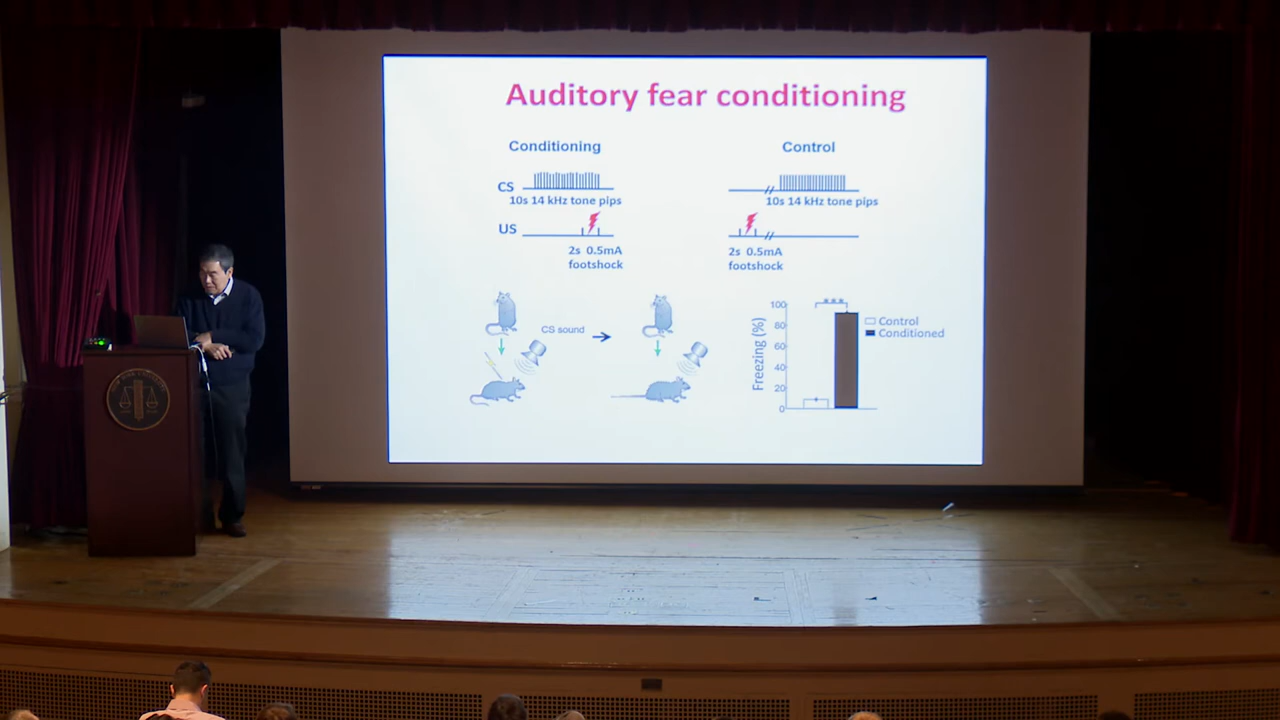 Auditory fear conditioning
Conditioning
CS
10s 14 kHz tone pips
US
2s 0.5mA
footshock
Control
10s 14 kHz tone pips
2s 0.5mA
footshock
CS sound
Freezing (%)
100
80
60
40
20
0
***
Control
Conditioned